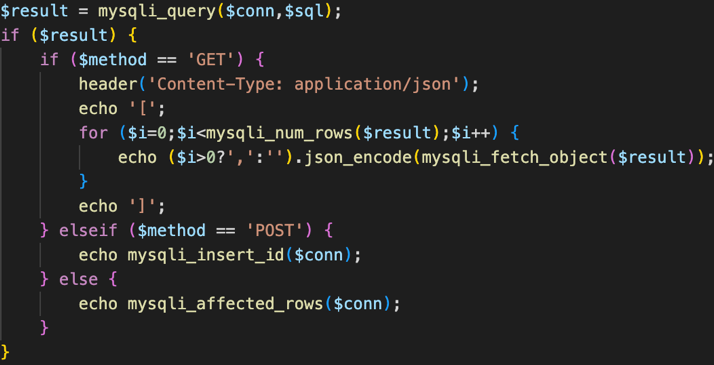 $result = mysqli_query($conn,$sql);
if ($result) {
    if ($method == 'GET') {
        header('Content-Type: application/json');
        echo '[';
        for ($i=0;$i<mysqli_num_rows($result);$i++) {
            echo ($i>0?',':'').json_encode(mysqli_fetch_object($result));
        }
        echo ']';
    } elseif ($method == 'POST') {
        echo mysqli_insert_id($conn);
    } else {
        echo mysqli_affected_rows($conn);
    }
}